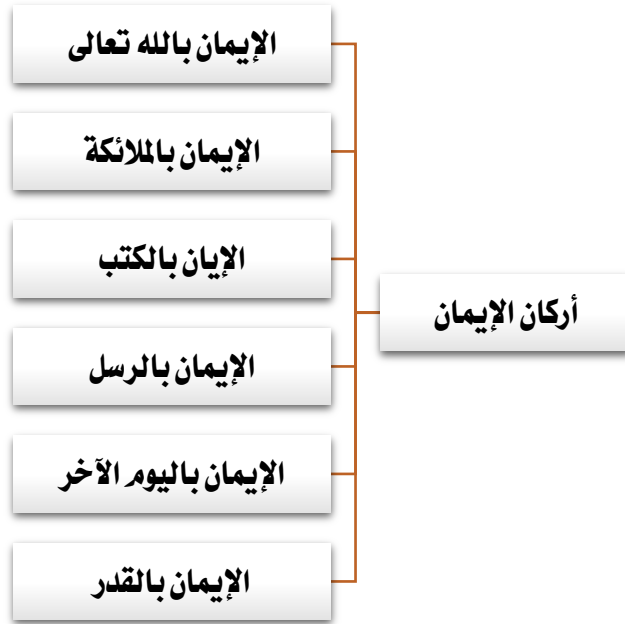 أركان الإيمان
الإيمان بالله تعالى
الإيمان بالملائكة
الإيان بالكتب
الإيمان بالرسل
الإيمان باليوم الآخر
الإيمان بالقدر